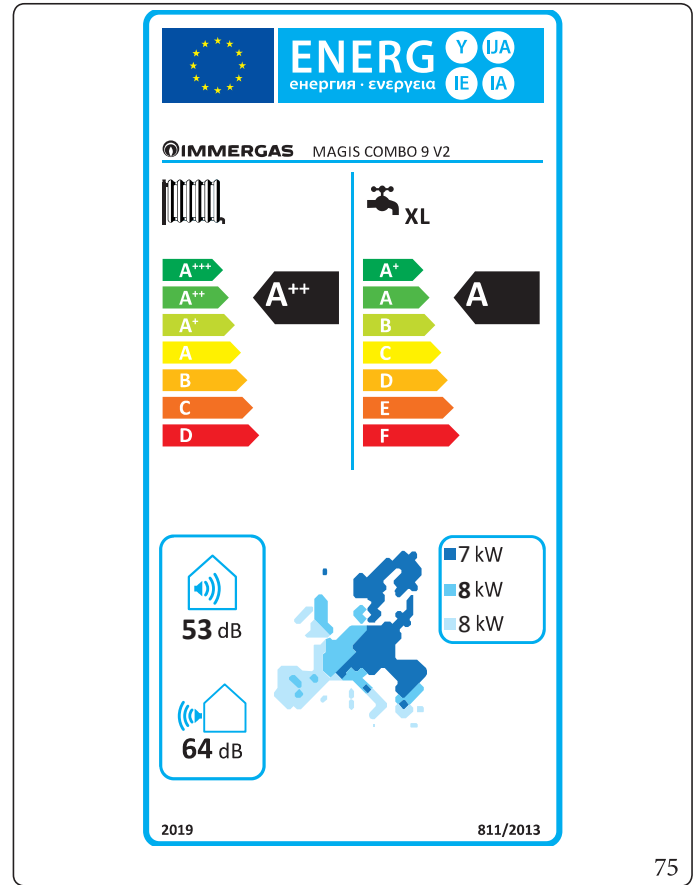 ENERG Y IJA
енергия · ενεργεια IE IA
IMMERGAS MAGIS COMBO 9 V2
XL
A+++
A++
A+
A
B
C
D
A++
A+
A
B
C
D
E
F
A
53 dB
64 dB
7 kW
8 kW
8 kW
2019 811/2013
75